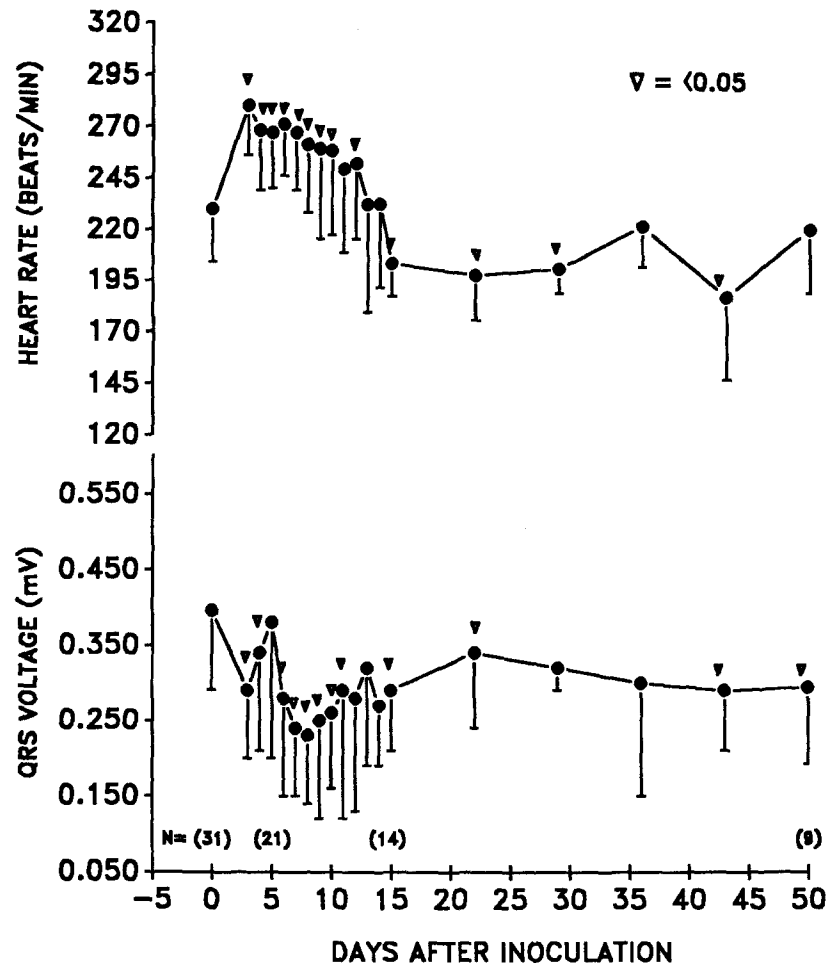 320
295
270
245
220
195
170
145
120
HEART RATE (BEATS/MIN)
∇ = <0.05
0.550
0.450
0.350
0.250
0.150
0.050
QRS VOLTAGE (mV)
N= (31) (21) (14) (9)
-5 0 5 10 15 20 25 30 35 40 45 50
DAYS AFTER INOCULATION